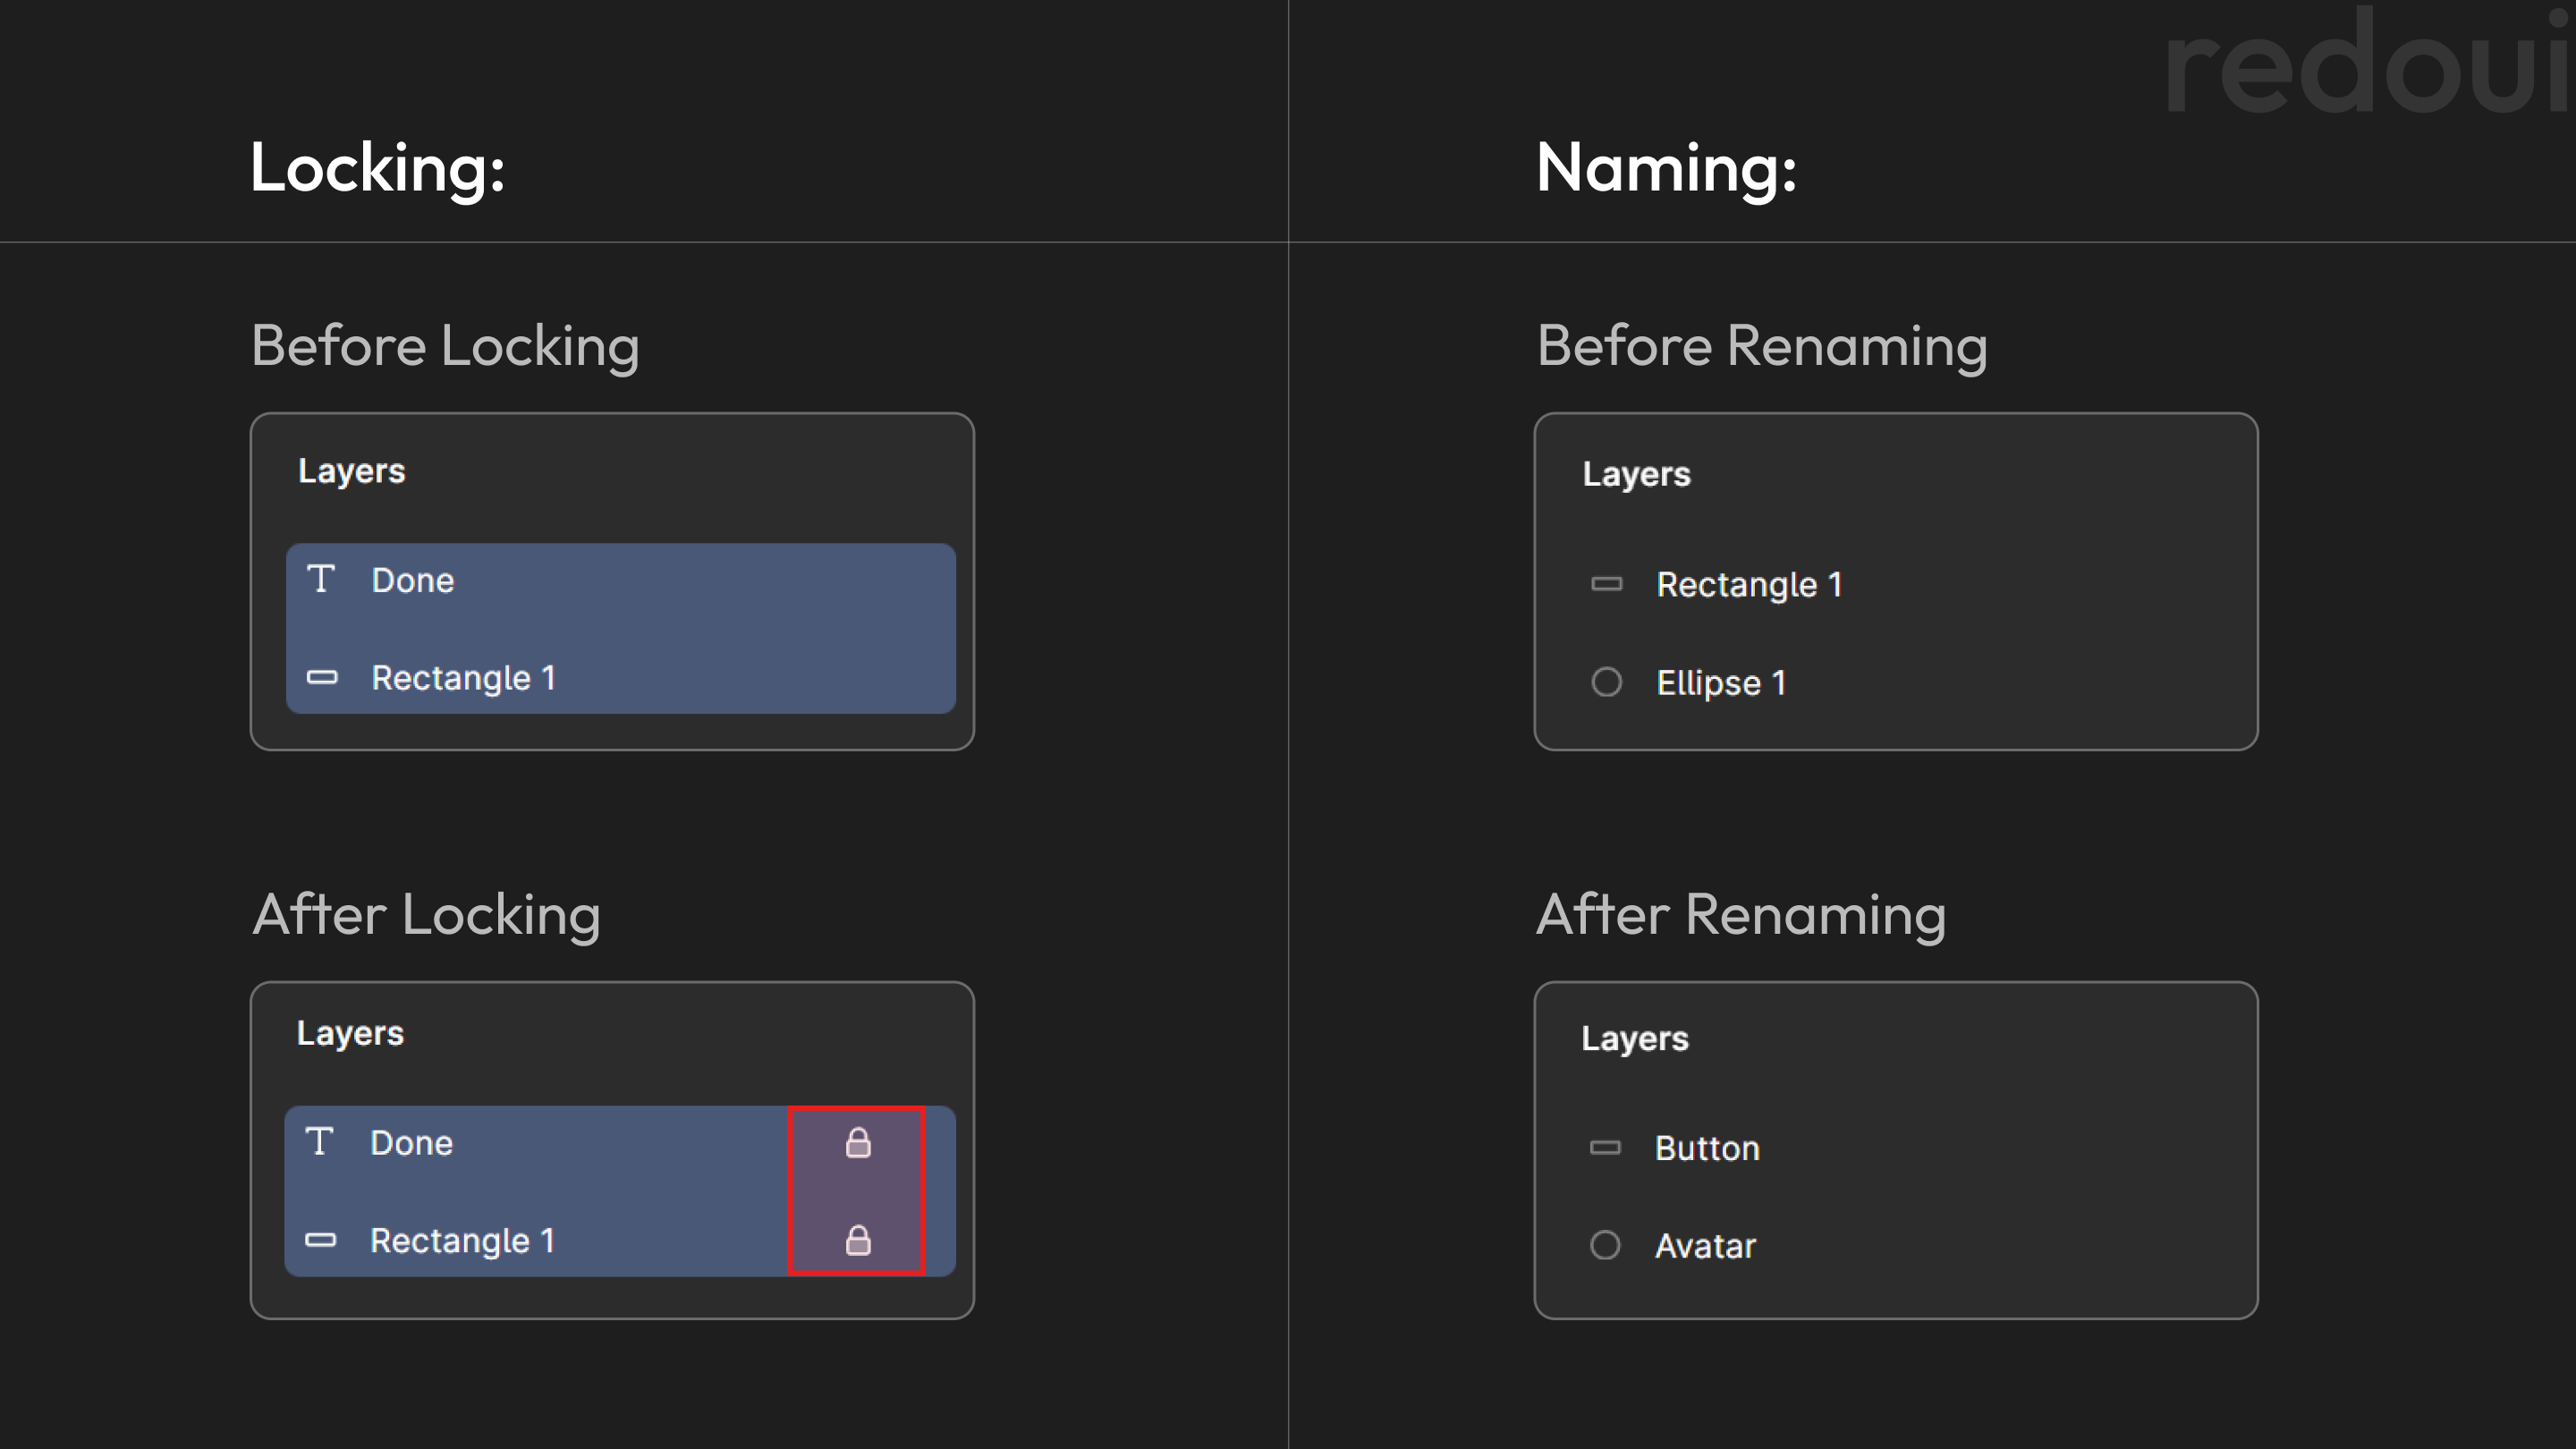 redoui
Locking:
Before Locking
Layers
Done
Rectangle 1
After Locking
Layers
Done
Rectangle 1
Naming:
Before Renaming
Layers
Rectangle 1
Ellipse 1
After Renaming
Layers
Button
Avatar